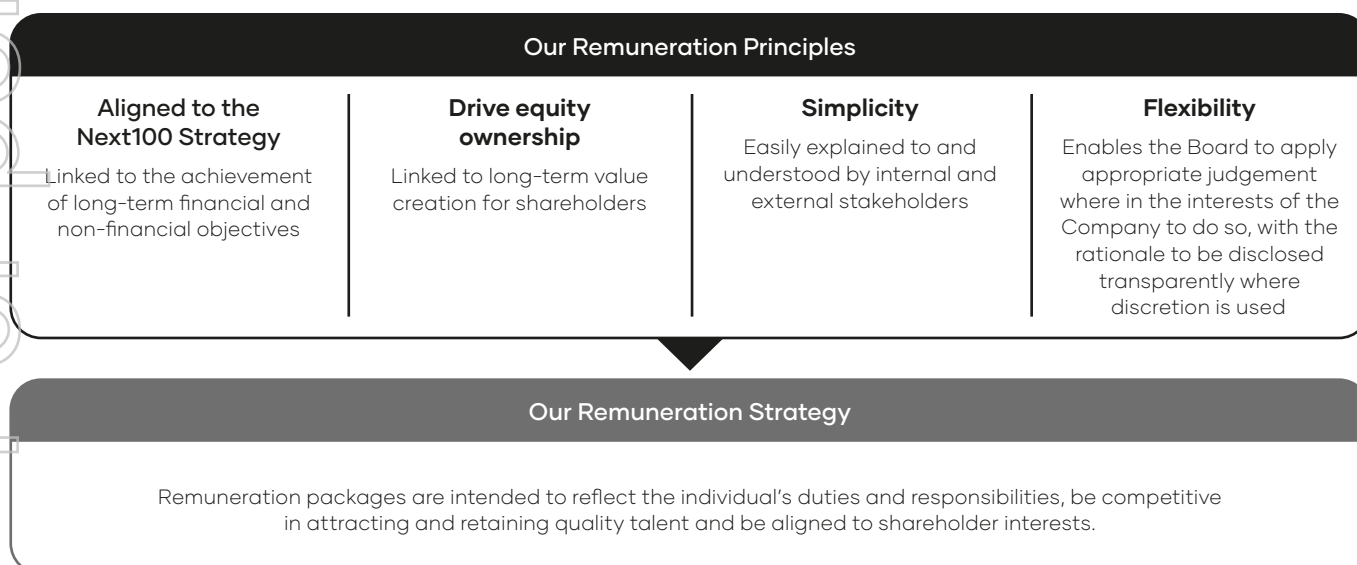 Our Remuneration Principles
Aligned to the
Next100 Strategy
Linked to the achievement
of long-term financial and
non-financial objectives
Drive equity
ownership
Linked to long-term value
creation for shareholders
Simplicity
Easily explained to and
understood by internal and
external stakeholders
Flexibility
Enables the Board to apply
appropriate judgement
where in the interests of the
Company to do so, with the
rationale to be disclosed
transparently where
discretion is used
Our Remuneration Strategy
Remuneration packages are intended to reflect the individual’s duties and responsibilities, be competitive
in attracting and retaining quality talent and be aligned to shareholder interests.